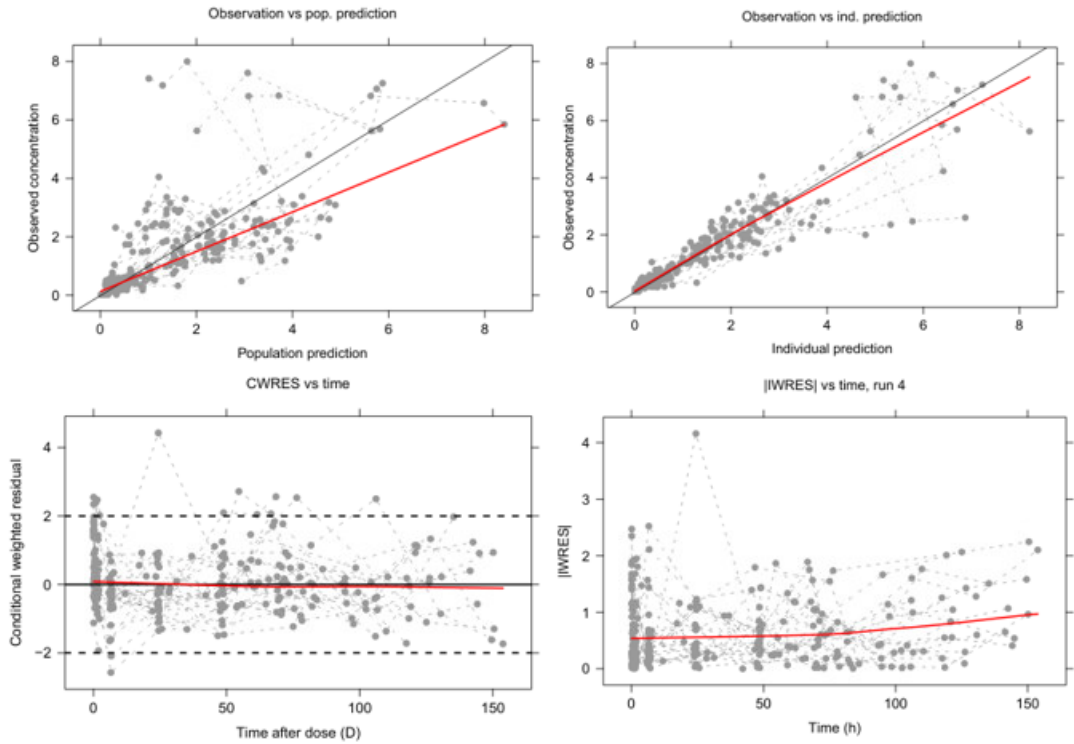 Observation vs pop. prediction
Observed concentration
8
6
4
2
0
0 2 4 6 8
Population prediction
Observation vs ind. prediction
Observed concentration
8
6
4
2
0
0 2 4 6 8
Individual prediction
CWRES vs time
Conditional weighted residual
4
2
0
−2
0 50 100 150
Time after dose (D)
|IWRES| vs time, run 4
|IWRES|
4
3
2
1
0
0 50 100 150
Time (h)